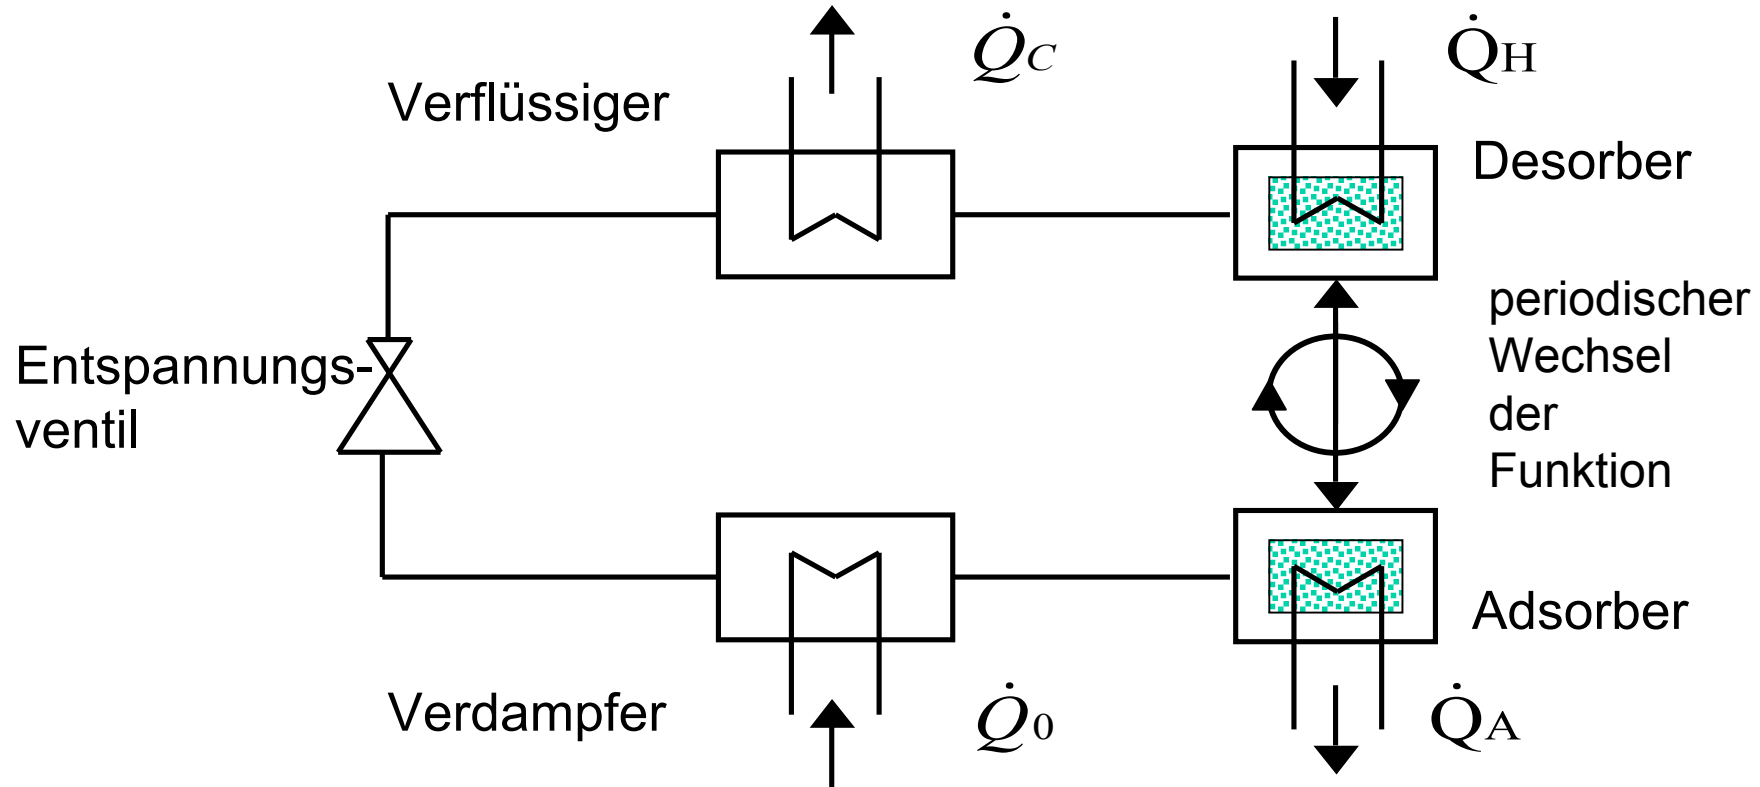 Q̇C
Q̇H
Verflüssiger
Desorber
periodischer
Wechsel
der
Funktion
Entspannungs-
ventil
Adsorber
Verdampfer
Q̇0
Q̇A